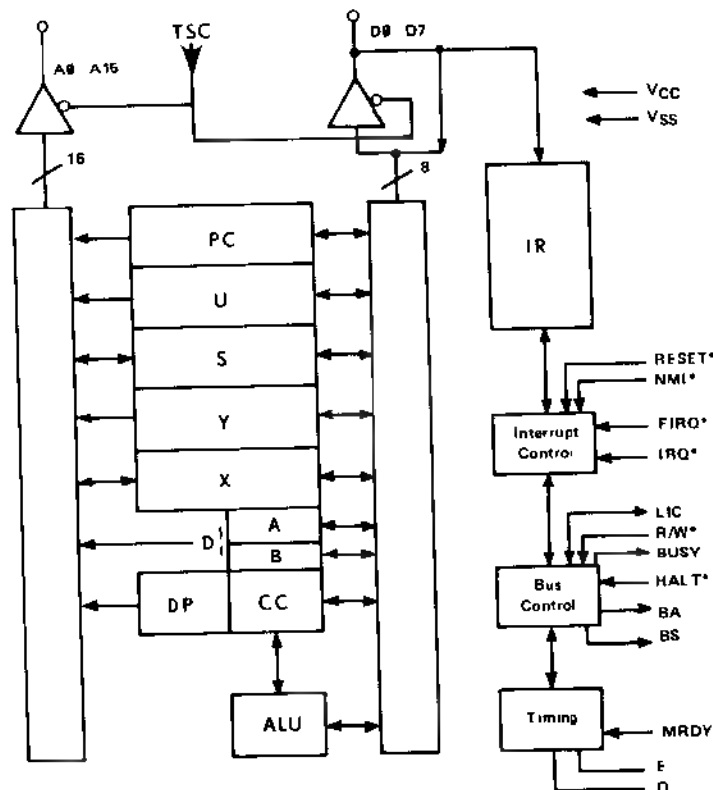 TSC
D0 D7
A0 A15
VCC
VSS
16
8
PC
U
S
Y
X
D
A
B
DP
CC
ALU
IR
RESET*
NMI*
FIRQ*
IRQ*
Interrupt
Control
LIC
R/W*
BUSY
HALT*
BA
BS
Bus
Control
Timing
MRDY
E
Q